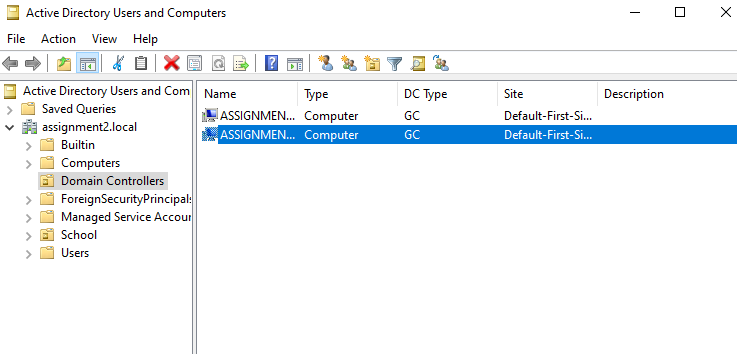 Active Directory Users and Computers
File Action View Help
Active Directory Users and Com
Saved Queries
assignment2.local
Builtin
Computers
Domain Controllers
ForeignSecurityPrincipals
Managed Service Accour
School
Users
Name Type DC Type Site Description
ASSIGNMEN... Computer GC Default-First-Si...
ASSIGNMEN... Computer GC Default-First-Si...